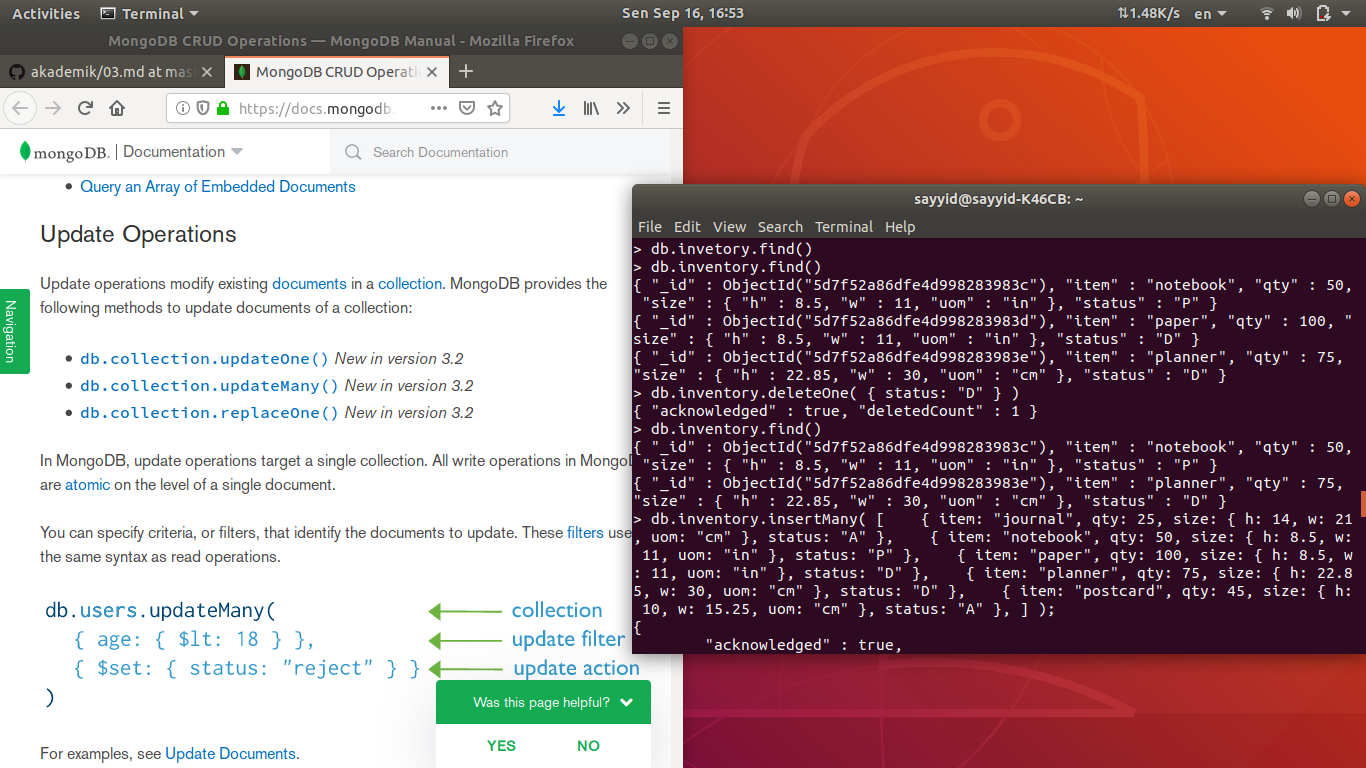 Activities Terminal Sen Sep 16, 16:53 1.48K/s en
MongoDB CRUD Operations — MongoDB Manual - Mozilla Firefox
akademik/03.md at mas MongoDB CRUD Operati
https://docs.mongodb.
mongoDB. Documentation Search Documentation
Query an Array of Embedded Documents
Update Operations
Update operations modify existing documents in a collection. MongoDB provides the
following methods to update documents of a collection:
Navigation
db.collection.updateOne() New in version 3.2
db.collection.updateMany() New in version 3.2
db.collection.replaceOne() New in version 3.2
In MongoDB, update operations target a single collection. All write operations in Mongo
are atomic on the level of a single document.
You can specify criteria, or filters, that identify the documents to update. These filters use
the same syntax as read operations.
db.users.updateMany( collection
{ age: { $lt: 18 } }, update filter
{ $set: { status: "reject" } } update action
)
Was this page helpful?
YES NO
For examples, see Update Documents.
sayyid@sayyid-K46CB: ~
File Edit View Search Terminal Help
> db.invetory.find()
> db.inventory.find()
{ "_id" : ObjectId("5d7f52a86dfe4d998283983c"), "item" : "notebook", "qty" : 50,
"size" : { "h" : 8.5, "w" : 11, "uom" : "in" }, "status" : "P" }
{ "_id" : ObjectId("5d7f52a86dfe4d998283983d"), "item" : "paper", "qty" : 100, "
size" : { "h" : 8.5, "w" : 11, "uom" : "in" }, "status" : "D" }
{ "_id" : ObjectId("5d7f52a86dfe4d998283983e"), "item" : "planner", "qty" : 75,
"size" : { "h" : 22.85, "w" : 30, "uom" : "cm" }, "status" : "D" }
> db.inventory.deleteOne( { status: "D" } )
{ "acknowledged" : true, "deletedCount" : 1 }
> db.inventory.find()
{ "_id" : ObjectId("5d7f52a86dfe4d998283983c"), "item" : "notebook", "qty" : 50,
"size" : { "h" : 8.5, "w" : 11, "uom" : "in" }, "status" : "P" }
{ "_id" : ObjectId("5d7f52a86dfe4d998283983e"), "item" : "planner", "qty" : 75,
"size" : { "h" : 22.85, "w" : 30, "uom" : "cm" }, "status" : "D" }
> db.inventory.insertMany( [ { item: "journal", qty: 25, size: { h: 14, w: 21
, uom: "cm" }, status: "A" }, { item: "notebook", qty: 50, size: { h: 8.5, w:
11, uom: "in" }, status: "P" }, { item: "paper", qty: 100, size: { h: 8.5, w
: 11, uom: "in" }, status: "D" }, { item: "planner", qty: 75, size: { h: 22.8
5, w: 30, uom: "cm" }, status: "D" }, { item: "postcard", qty: 45, size: { h:
10, w: 15.25, uom: "cm" }, status: "A" }, ] );
{
"acknowledged" : true,